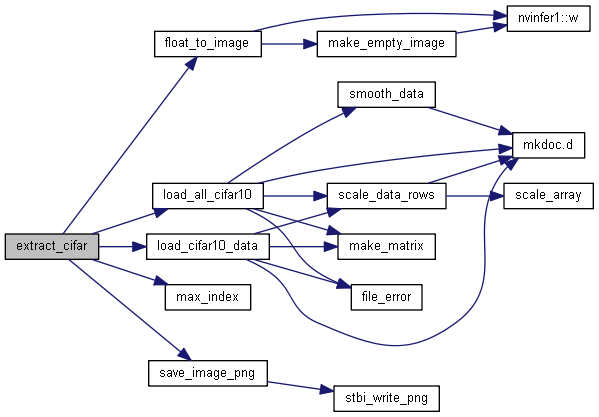 nvinfer1::w
float_to_image
make_empty_image
smooth_data
mkdoc.d
load_all_cifar10
scale_data_rows
scale_array
extract_cifar
load_cifar10_data
make_matrix
max_index
file_error
save_image_png
stbi_write_png